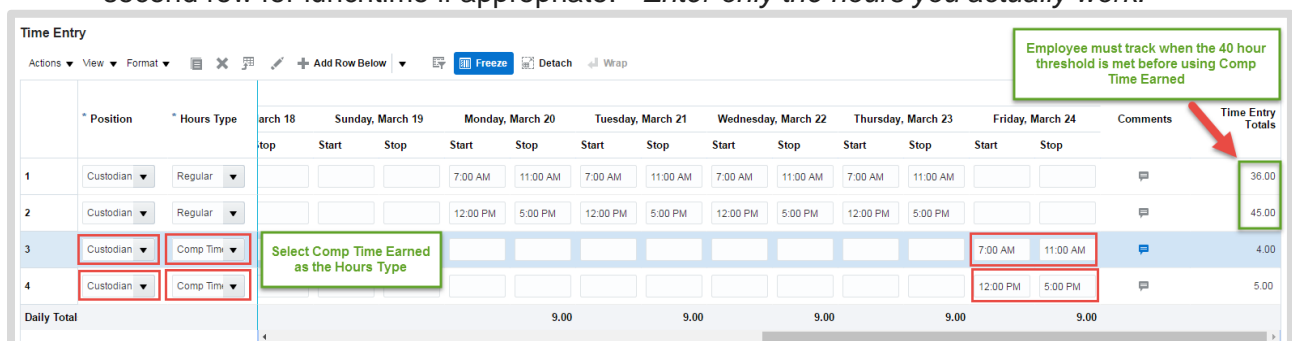 second row for lunchtime if appropriate. Enter only the hours you actually work.
Time Entry
Actions View Format Add Row Below Freeze Detach Wrap
Employee must track when the 40 hour
threshold is met before using Comp
Time Earned
* Position * Hours Type arch 18 Sunday, March 19 Monday, March 20 Tuesday, March 21 Wednesday, March 22 Thursday, March 23 Friday, March 24 Comments Time Entry Totals
top Start Stop Start Stop Start Stop Start Stop Start Stop Start Stop
1 Custodian Regular 7:00 AM 11:00 AM 7:00 AM 11:00 AM 7:00 AM 11:00 AM 7:00 AM 11:00 AM 36.00
2 Custodian Regular 12:00 PM 5:00 PM 12:00 PM 5:00 PM 12:00 PM 5:00 PM 12:00 PM 5:00 PM 45.00
3 Custodian Comp Tim 7:00 AM 11:00 AM 4.00
Select Comp Time Earned
as the Hours Type
4 Custodian Comp Tim 12:00 PM 5:00 PM 5.00
Daily Total 9.00 9.00 9.00 9.00 9.00